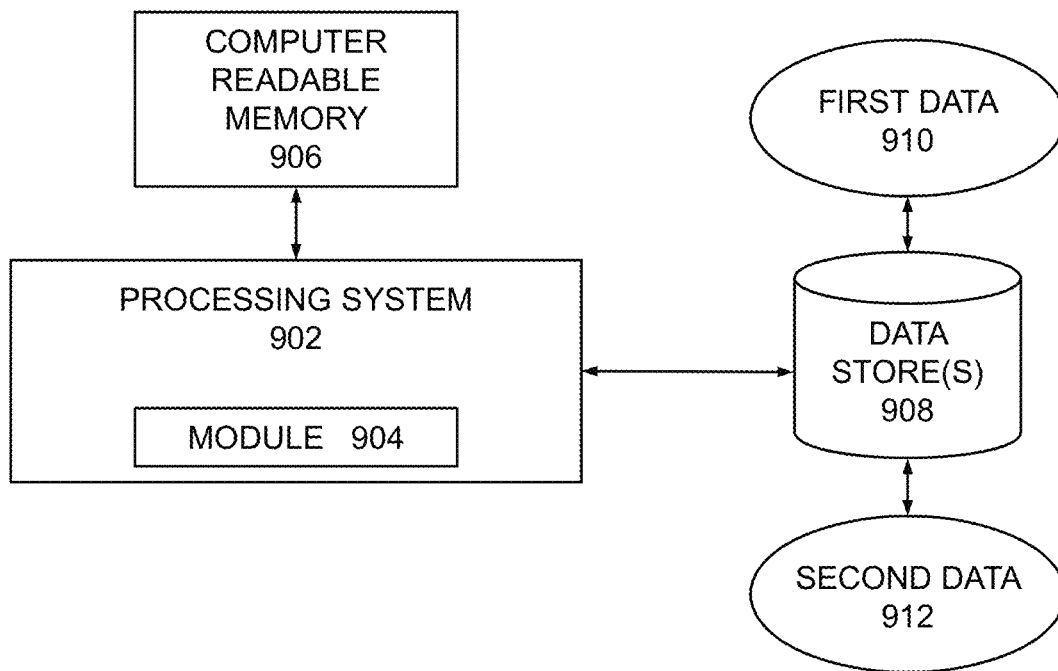 COMPUTER
READABLE
MEMORY
906
PROCESSING SYSTEM
902
MODULE 904
FIRST DATA
910
DATA
STORE(S)
908
SECOND DATA
912